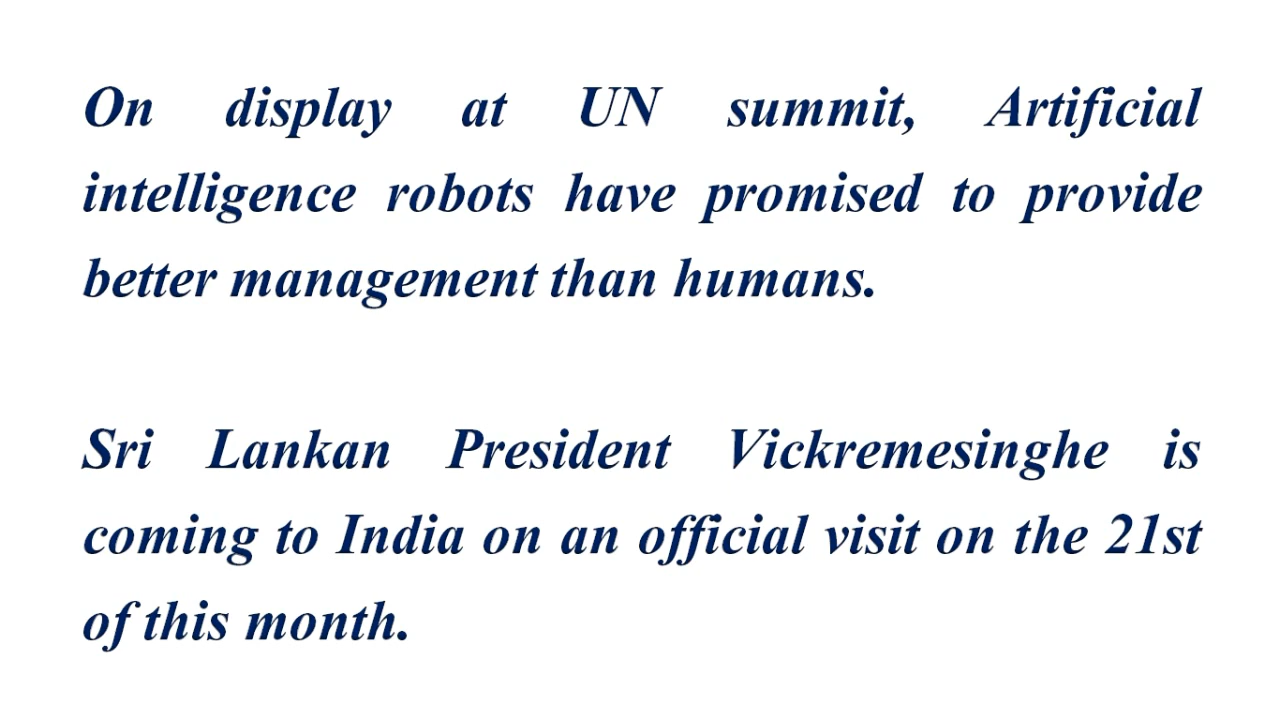 On display at UN summit, Artificial
intelligence robots have promised to provide
better management than humans.
Sri Lankan President Vickremesinghe is
coming to India on an official visit on the 21st
of this month.